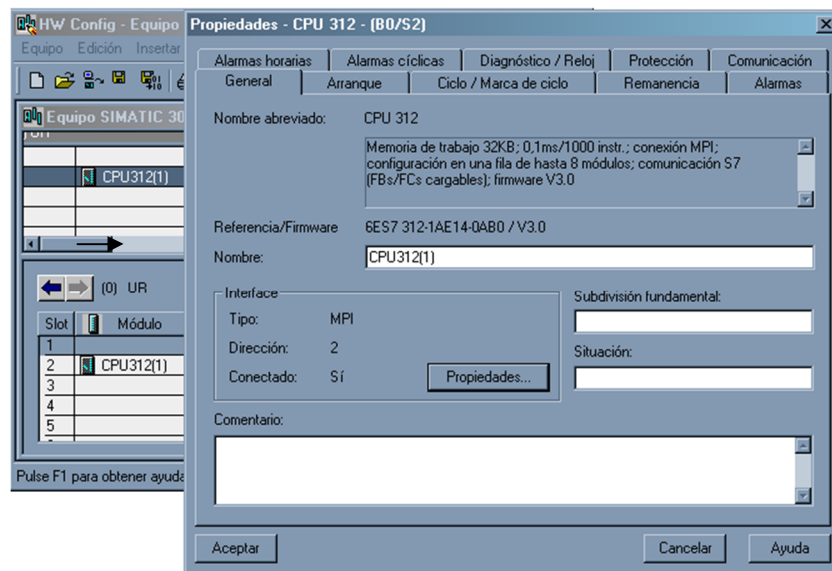 HW Config - Equipo
Equipo Edición Insertar
Equipo SIMATIC 30
CPU312(1)
(0) UR
Slot Módulo
1
2 CPU312(1)
3
4
5
Pulse F1 para obtener ayuda
Propiedades - CPU 312 - (B0/S2)
Alarmas horarias Alarmas cíclicas Diagnóstico / Reloj Protección Comunicación
General Arranque Ciclo / Marca de ciclo Remanencia Alarmas
Nombre abreviado: CPU 312
Memoria de trabajo 32KB; 0,1ms/1000 instr.; conexión MPI;
configuración en una fila de hasta 8 módulos; comunicación S7
(FBs/FCs cargables); firmware V3.0
Referencia/Firmware 6ES7 312-1AE14-0AB0 / V3.0
Nombre: CPU312(1)
Interface
Tipo: MPI
Dirección: 2
Conectado: Sí Propiedades...
Subdivisión fundamental:
Situación:
Comentario:
Aceptar Cancelar Ayuda